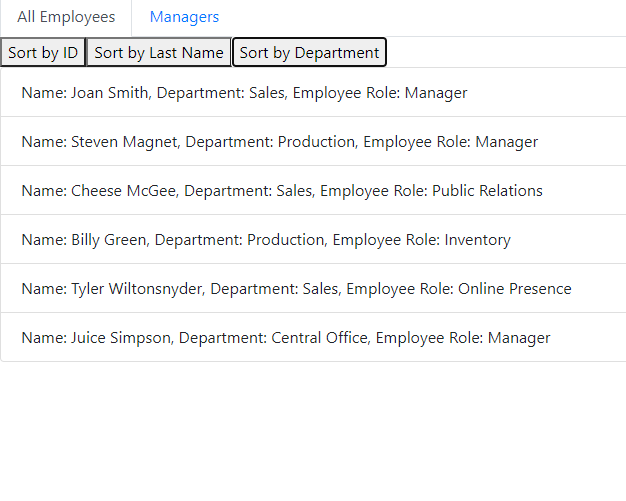 All Employees Managers
Sort by ID Sort by Last Name Sort by Department
Name: Joan Smith, Department: Sales, Employee Role: Manager
Name: Steven Magnet, Department: Production, Employee Role: Manager
Name: Cheese McGee, Department: Sales, Employee Role: Public Relations
Name: Billy Green, Department: Production, Employee Role: Inventory
Name: Tyler Wiltonsnyder, Department: Sales, Employee Role: Online Presence
Name: Juice Simpson, Department: Central Office, Employee Role: Manager